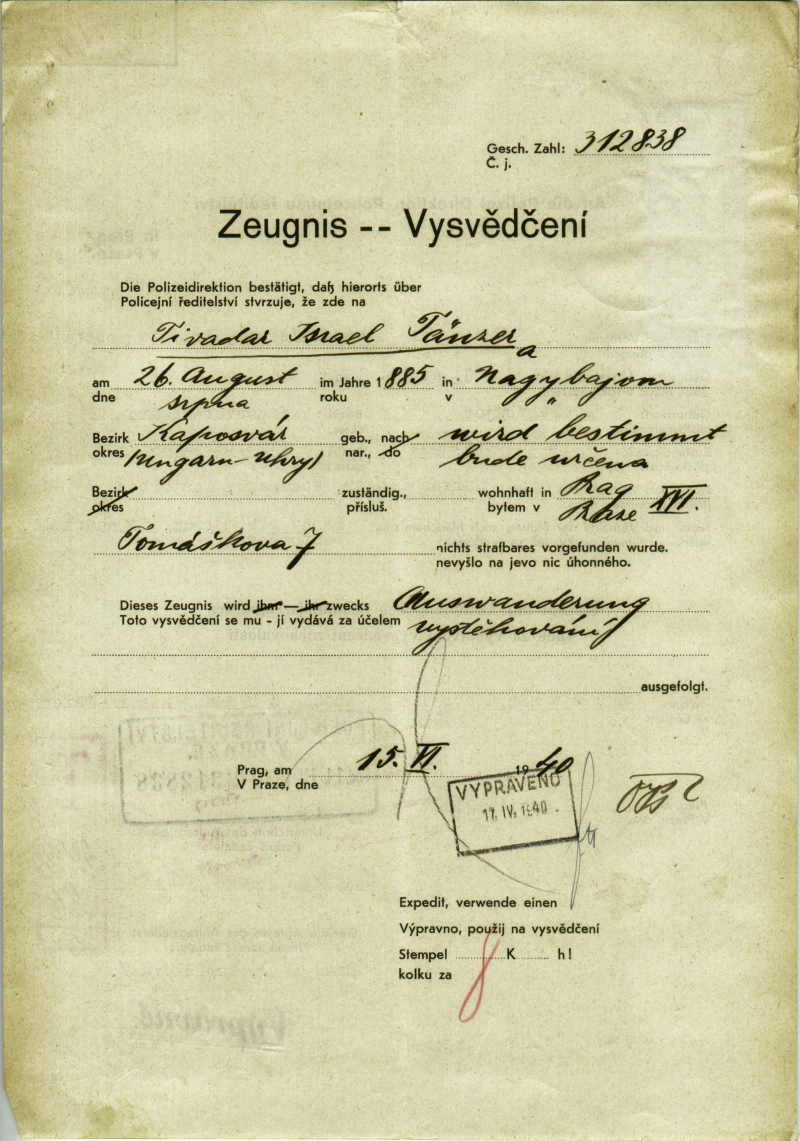 Gesch. Zahl: 312838
Č. j.
Zeugnis -- Vysvědčení
Die Polizeidirektion bestätigt, daß hierorts über
Policejní ředitelství stvrzuje, že zde na
Tivadar Israel Tänzer
a
am 26. August im Jahre 1885 in Nagybajom
dne srpna roku v "
Bezirk Kaposvár geb., nach wird bestimmt
okres (Ungarn-Uhry) nar., do bude určena
Bezirk zuständig., wohnhaft in Prag XVI.
okres přísluš. bytem v Praze
Tomáškova 7 nichts strafbares vorgefunden wurde.
nevyšlo na jevo nic úhonného.
Dieses Zeugnis wird ihm — ihr zwecks Auswanderung
Toto vysvědčení se mu - jí vydává za účelem vystěhování
ausgefolgt.
Prag, am 15. VI. 1940
V Praze, dne
VYPRAVENO
17. IV. 1940.
Expedit, verwende einen
Výpravno, použij na vysvědčení
Stempel K h!
kolku za 8